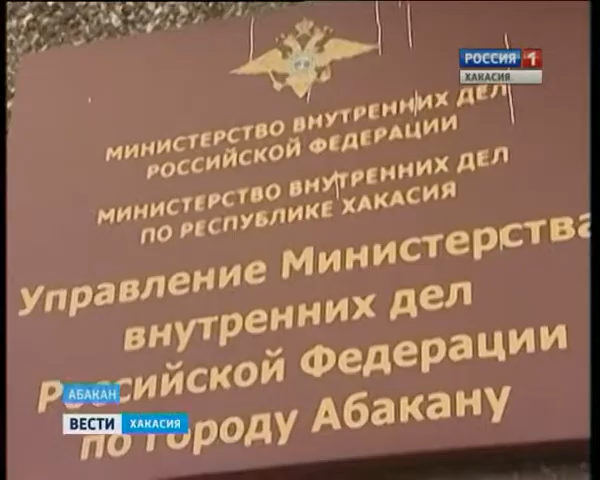 РОССИЯ 1
ХАКАСИЯ
МИНИСТЕРСТВО ВНУТРЕННИХ ДЕЛ
РОССИЙСКОЙ ФЕДЕРАЦИИ
МИНИСТЕРСТВО ВНУТРЕННИХ ДЕЛ
ПО РЕСПУБЛИКЕ ХАКАСИЯ
Управление Министерства
внутренних дел
Российской Федерации
по городу Абакану
АБАКАН
ВЕСТИ ХАКАСИЯ